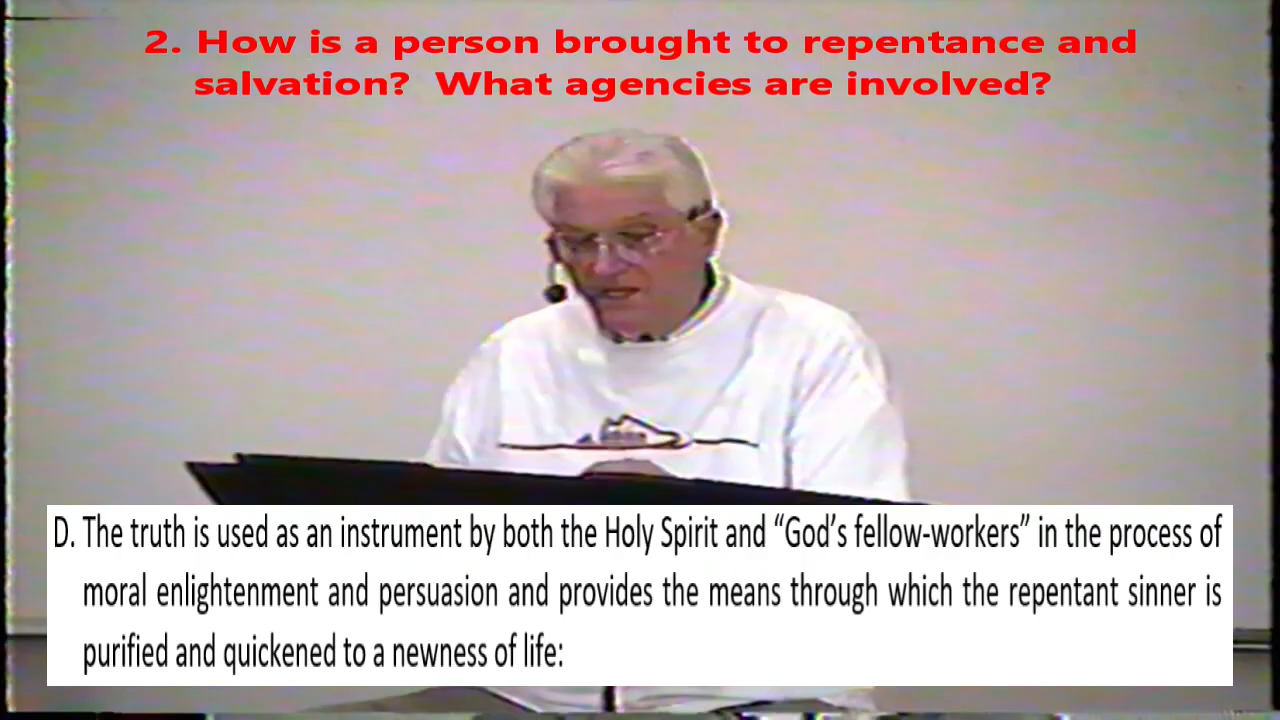 2. How is a person brought to repentance and
salvation? What agencies are involved?
D. The truth is used as an instrument by both the Holy Spirit and “God’s fellow-workers” in the process of
moral enlightenment and persuasion and provides the means through which the repentant sinner is
purified and quickened to a newness of life: